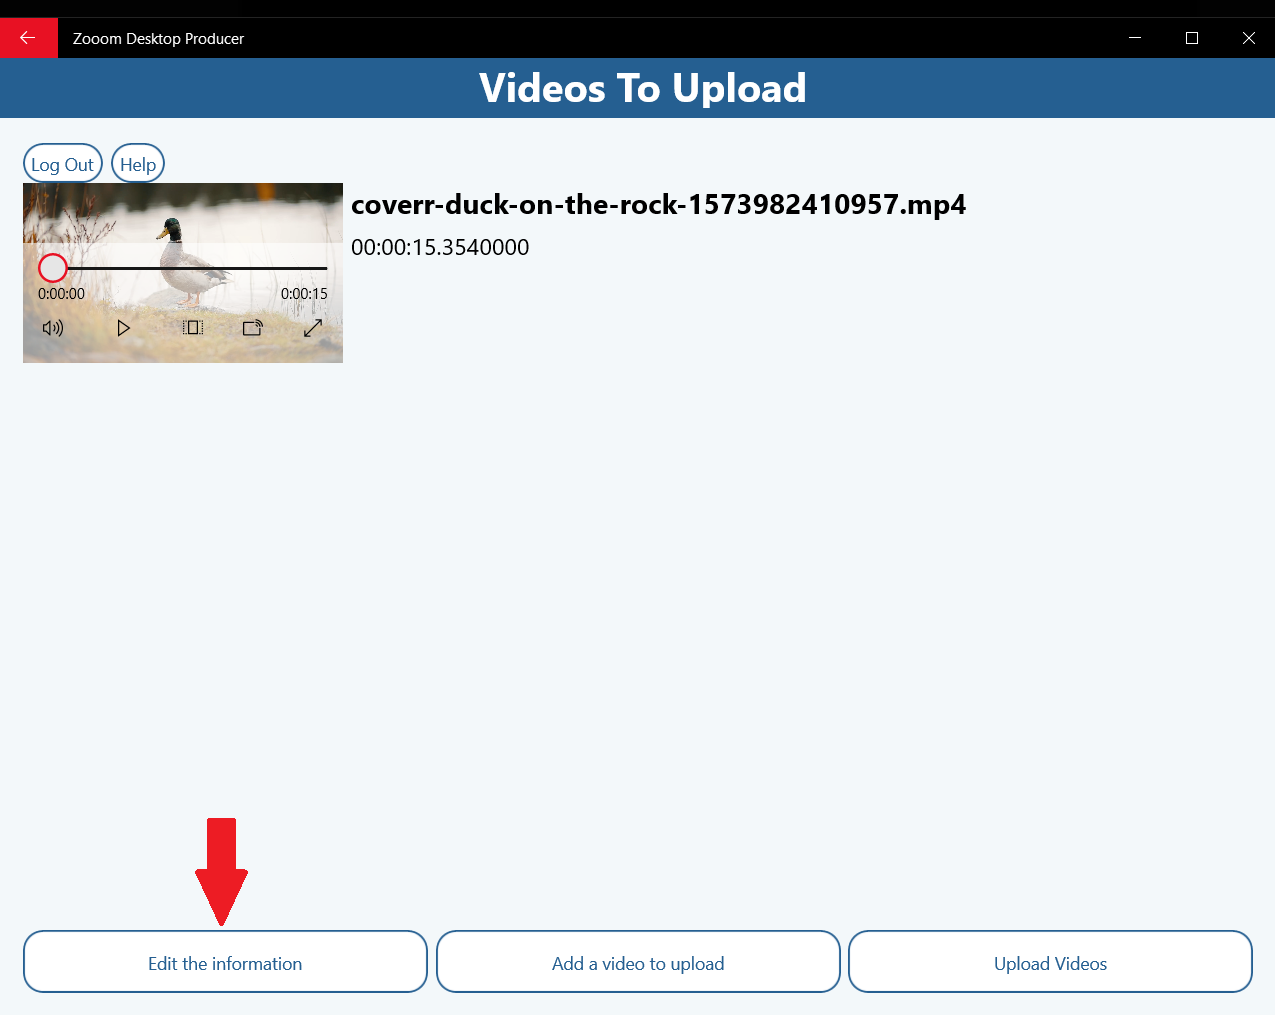 Zooom Desktop Producer
Videos To Upload
Log Out Help
coverr-duck-on-the-rock-1573982410957.mp4
00:00:15.3540000
0:00:00 0:00:15
Edit the information Add a video to upload Upload Videos